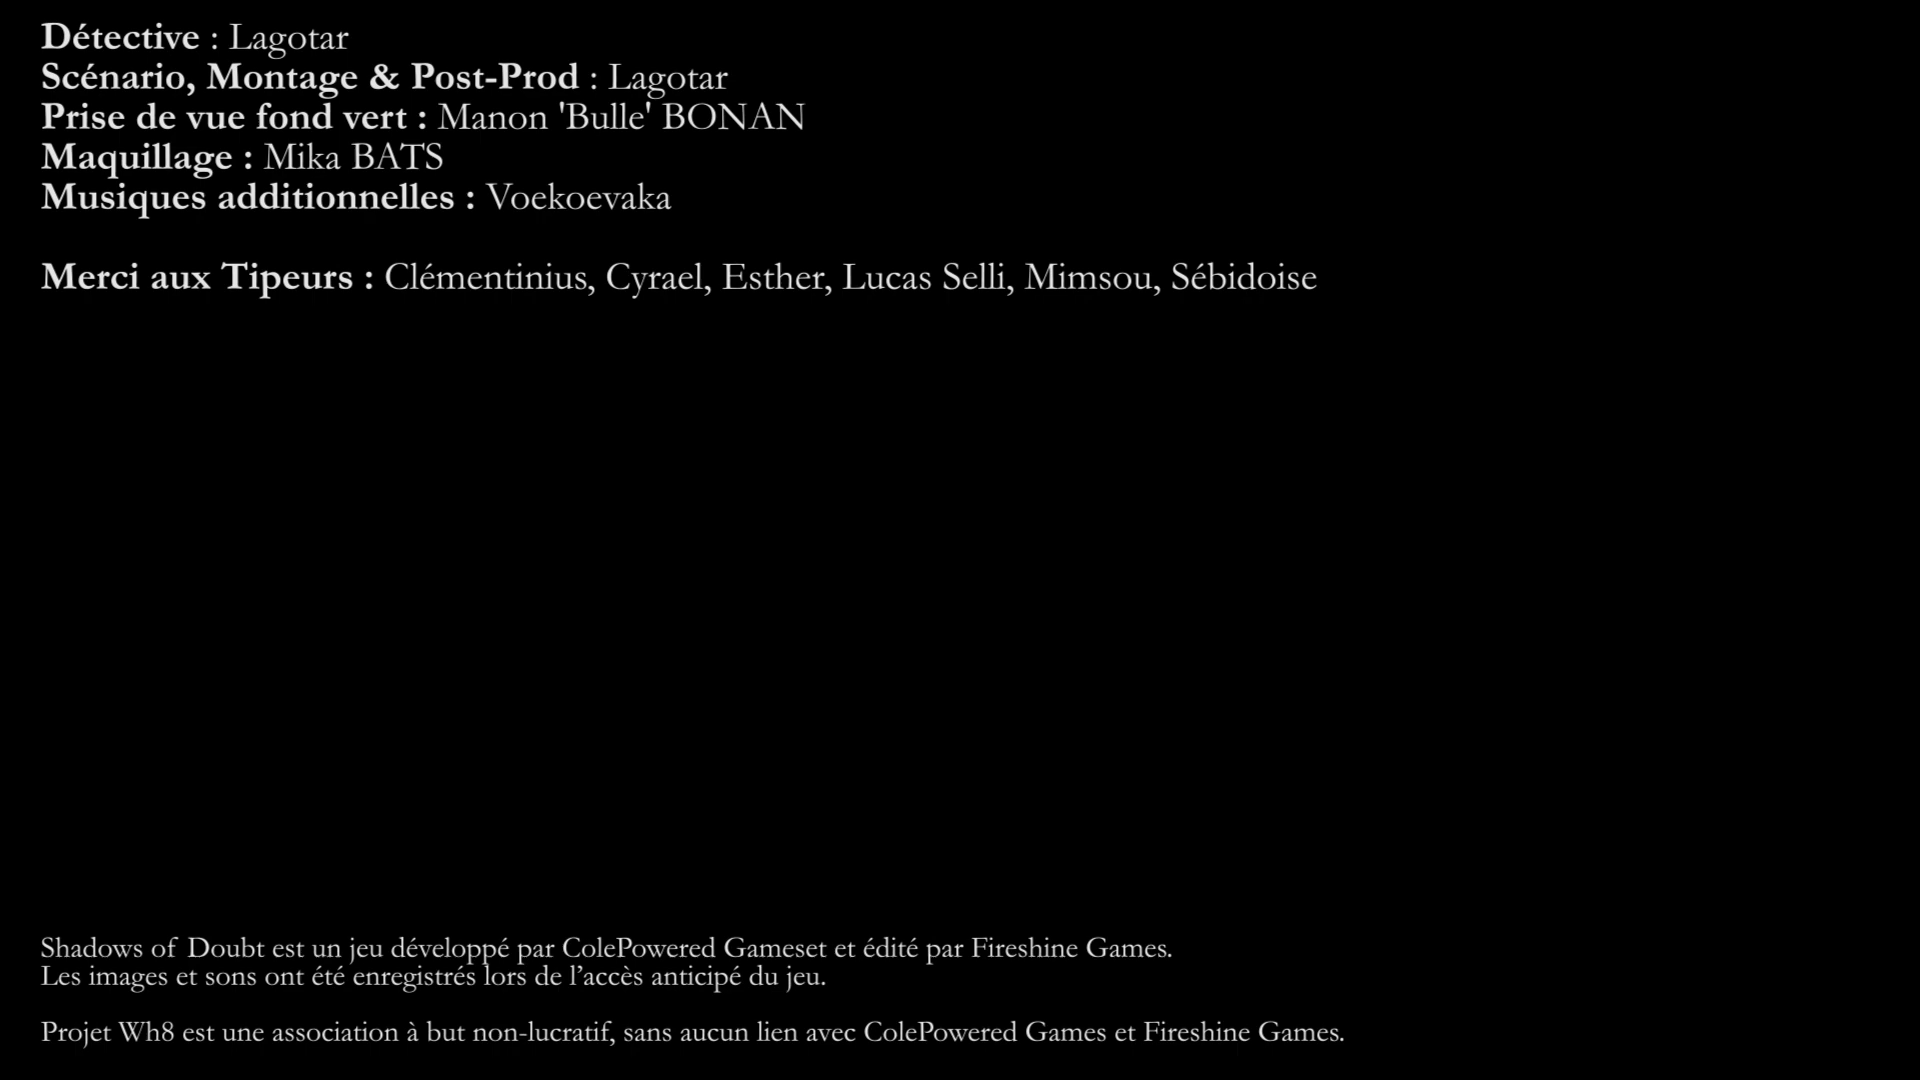 Détective : Lagotar
Scénario, Montage & Post-Prod : Lagotar
Prise de vue fond vert : Manon 'Bulle' BONAN
Maquillage : Mika BATS
Musiques additionnelles : Voekoevaka
Merci aux Tipeurs : Clémentinius, Cyrael, Esther, Lucas Selli, Mimsou, Sébidoise
Shadows of Doubt est un jeu développé par ColePowered Gameset et édité par Fireshine Games.
Les images et sons ont été enregistrés lors de l’accès anticipé du jeu.
Projet Wh8 est une association à but non-lucratif, sans aucun lien avec ColePowered Games et Fireshine Games.